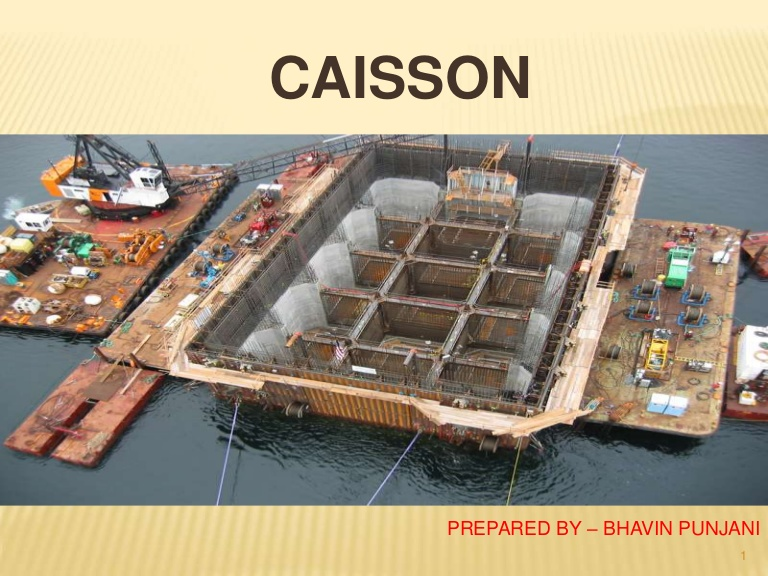 CAISSON
PREPARED BY – BHAVIN PUNJANI
1